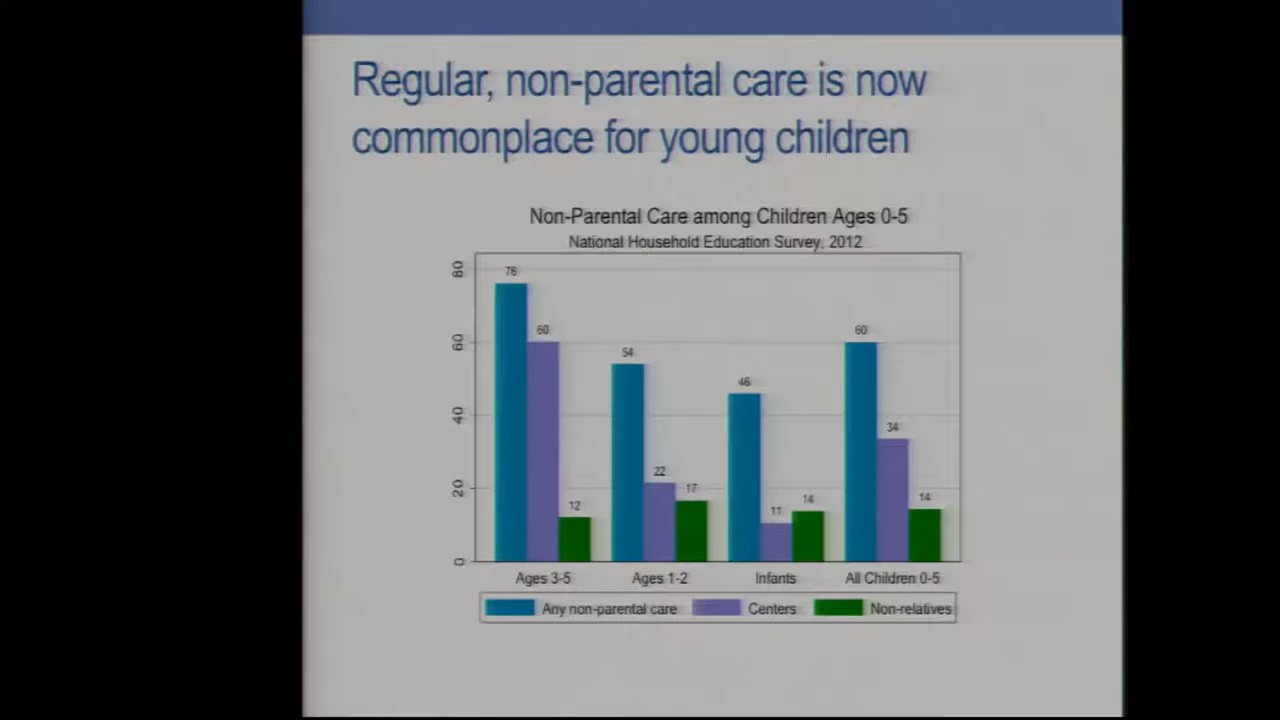 Regular, non-parental care is now
commonplace for young children
Non-Parental Care among Children Ages 0-5
National Household Education Survey, 2012
80
60
40
20
0
76
60
12
54
22
17
46
11
14
60
34
14
Ages 3-5
Ages 1-2
Infants
All Children 0-5
Any non-parental care
Centers
Non-relatives